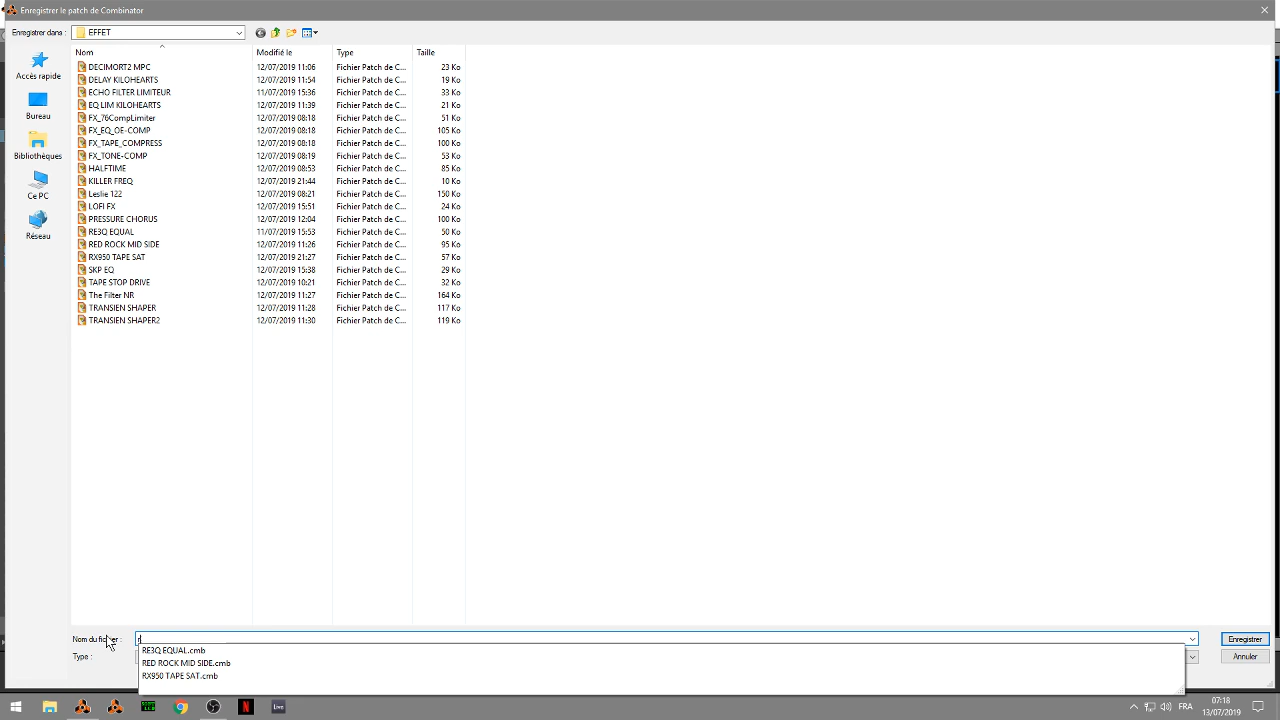 Enregistrer le patch de Combinator
Enregistrer dans : EFFET
Nom Modifié le Type Taille
DECIMORT2 MPC 12/07/2019 11:06 Fichier Patch de C... 23 Ko
DELAY KILOHEARTS 12/07/2019 11:54 Fichier Patch de C... 19 Ko
ECHO FILTER LIMITEUR 11/07/2019 15:36 Fichier Patch de C... 33 Ko
EQ LIM KILOHEARTS 12/07/2019 11:39 Fichier Patch de C... 21 Ko
FX_76CompLimiter 12/07/2019 08:18 Fichier Patch de C... 51 Ko
FX_EQ_OE-COMP 12/07/2019 08:18 Fichier Patch de C... 105 Ko
FX_TAPE_COMPRESS 12/07/2019 08:18 Fichier Patch de C... 100 Ko
FX_TONE-COMP 12/07/2019 08:19 Fichier Patch de C... 53 Ko
HALFTIME 12/07/2019 08:53 Fichier Patch de C... 85 Ko
KILLER FREQ 12/07/2019 21:44 Fichier Patch de C... 10 Ko
Leslie 122 12/07/2019 08:21 Fichier Patch de C... 150 Ko
LOFI FX 12/07/2019 15:51 Fichier Patch de C... 24 Ko
PRESSURE CHORUS 12/07/2019 12:04 Fichier Patch de C... 100 Ko
RE3Q EQUAL 11/07/2019 15:53 Fichier Patch de C... 50 Ko
RED ROCK MID SIDE 12/07/2019 11:26 Fichier Patch de C... 95 Ko
RX950 TAPE SAT 12/07/2019 21:27 Fichier Patch de C... 57 Ko
SKP EQ 12/07/2019 15:38 Fichier Patch de C... 29 Ko
TAPE STOP DRIVE 12/07/2019 10:21 Fichier Patch de C... 32 Ko
The Filter NR 12/07/2019 11:27 Fichier Patch de C... 164 Ko
TRANSIEN SHAPER 12/07/2019 11:28 Fichier Patch de C... 117 Ko
TRANSIEN SHAPER2 12/07/2019 11:30 Fichier Patch de C... 119 Ko
Accès rapide
Bureau
Bibliothèques
Ce PC
Réseau
Nom du fichier : r
Enregistrer
RE3Q EQUAL.cmb
Type :
Annuler
RED ROCK MID SIDE.cmb
RX950 TAPE SAT.cmb
N
Live
FR
07:18
13/07/2019